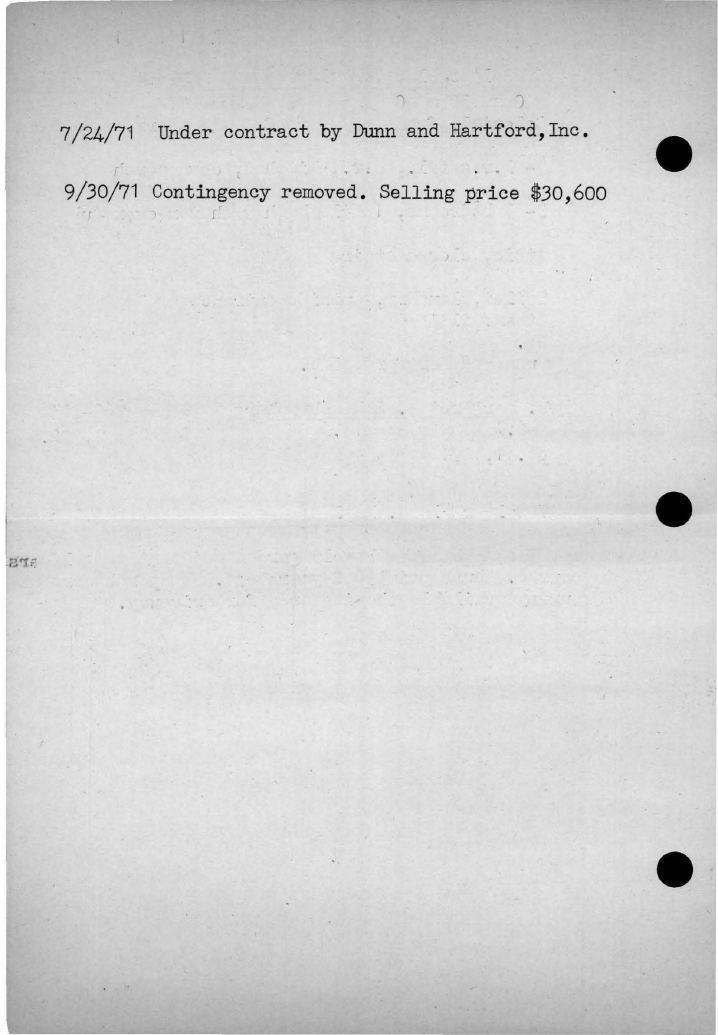 7/24/71 Under contract by Dunn and Hartford,Inc.
9/30/71 Contingency removed. Selling price $30,600